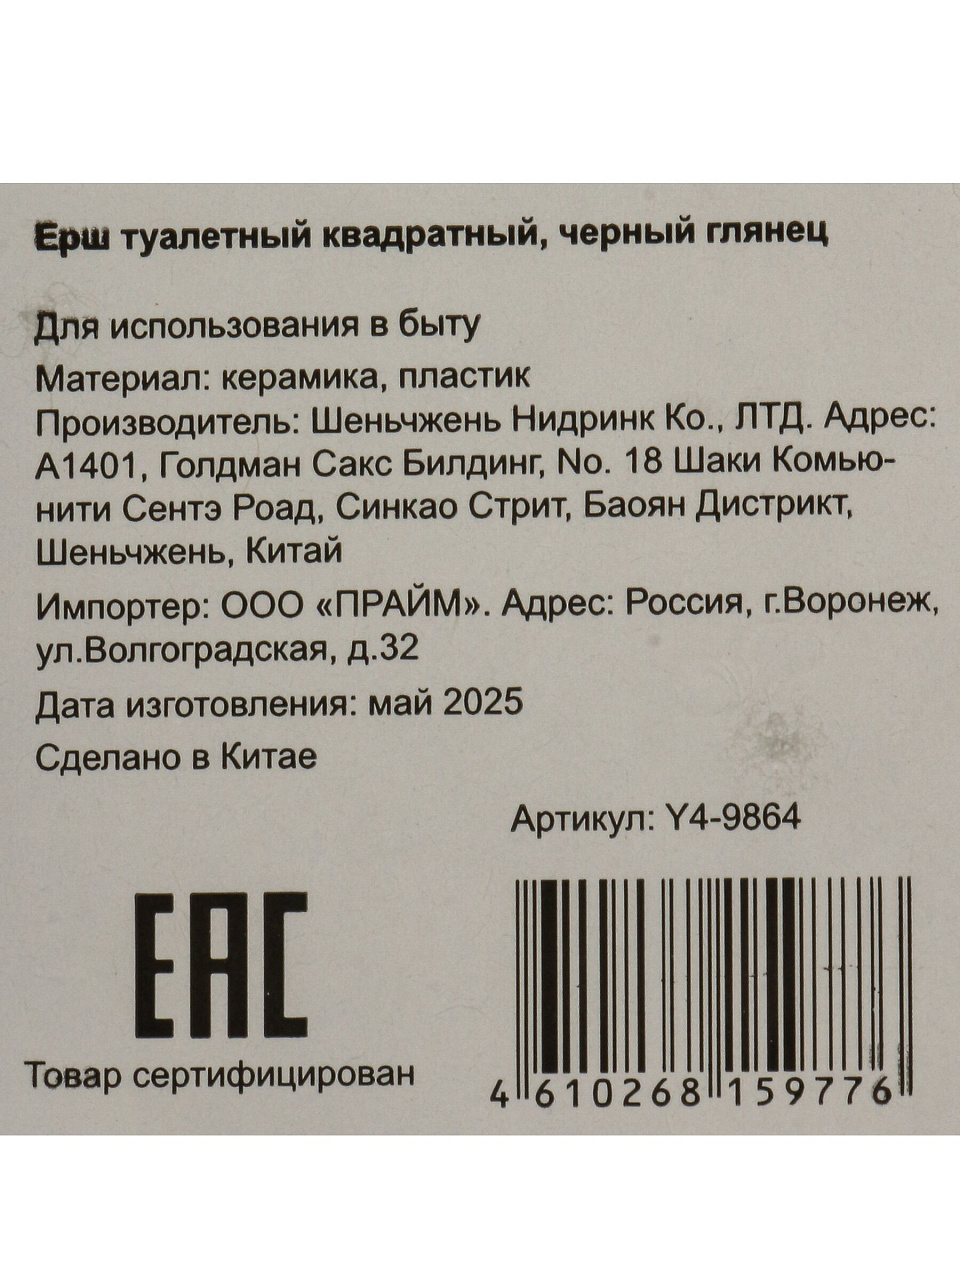 Ерш туалетный квадратный, черный глянец
Для использования в быту
Материал: керамика, пластик
Производитель: Шеньчжень Нидринк Ко., ЛТД. Адрес:
А1401, Голдман Сакс Билдинг, No. 18 Шаки Комью-
нити Сентэ Роад, Синкао Стрит, Баоян Дистрикт,
Шеньчжень, Китай
Импортер: ООО «ПРАЙМ». Адрес: Россия, г.Воронеж,
ул.Волгоградская, д.32
Дата изготовления: май 2025
Сделано в Китае
Артикул: Y4-9864
EAC
Товар сертифицирован
4 610268 159776